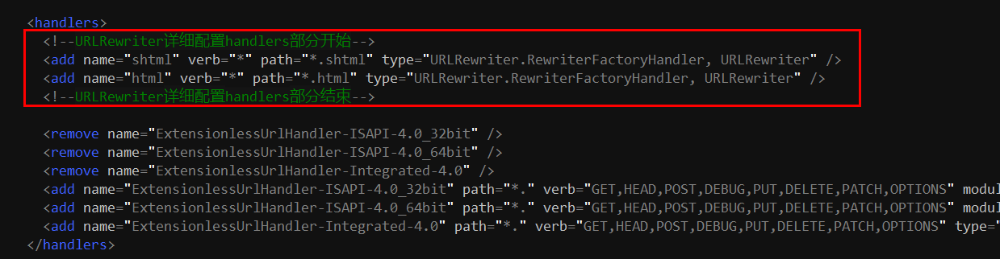 <handlers>
<!--URLRewriter详细配置handlers部分开始-->
<add name="shtml" verb="*" path="*.shtml" type="URLRewriter.RewriterFactoryHandler, URLRewriter" />
<add name="html" verb="*" path="*.html" type="URLRewriter.RewriterFactoryHandler, URLRewriter" />
<!--URLRewriter详细配置handlers部分结束-->
<remove name="ExtensionlessUrlHandler-ISAPI-4.0_32bit" />
<remove name="ExtensionlessUrlHandler-ISAPI-4.0_64bit" />
<remove name="ExtensionlessUrlHandler-Integrated-4.0" />
<add name="ExtensionlessUrlHandler-ISAPI-4.0_32bit" path="*." verb="GET,HEAD,POST,DEBUG,PUT,DELETE,PATCH,OPTIONS" modul
<add name="ExtensionlessUrlHandler-ISAPI-4.0_64bit" path="*." verb="GET,HEAD,POST,DEBUG,PUT,DELETE,PATCH,OPTIONS" modul
<add name="ExtensionlessUrlHandler-Integrated-4.0" path="*." verb="GET,HEAD,POST,DEBUG,PUT,DELETE,PATCH,OPTIONS" type="
</handlers>